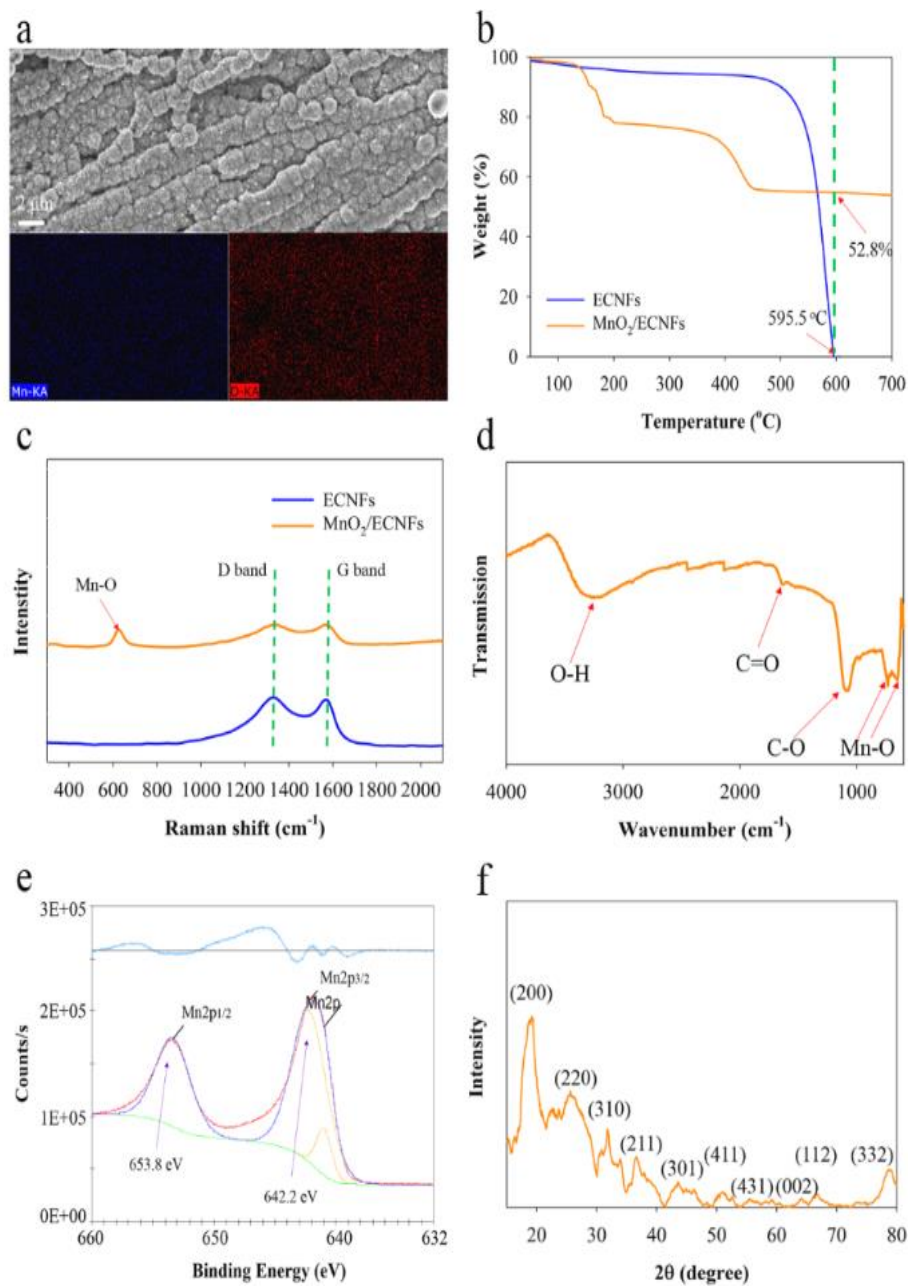 a
2 µm
Mn-KA
O-KA
b
100
80
60
40
20
0
Weight (%)
52.8%
ECNFs
MnO₂/ECNFs
595.5 °C
100 200 300 400 500 600 700
Temperature (°C)
c
ECNFs
MnO₂/ECNFs
D band
G band
Mn-O
Intenstity
400 600 800 1000 1200 1400 1600 1800 2000
Raman shift (cm⁻¹)
d
Transmission
O-H
C=O
C-O
Mn-O
4000 3000 2000 1000
Wavenumber (cm⁻¹)
e
3E+05
2E+05
1E+05
0E+00
Counts/s
Mn2p3/2
Mn2p
Mn2p1/2
653.8 eV
642.2 eV
660 650 640 632
Binding Energy (eV)
f
Intensity
(200)
(220)
(310)
(211)
(301)
(411)
(431)
(002)
(112)
(332)
20 30 40 50 60 70 80
2θ (degree)